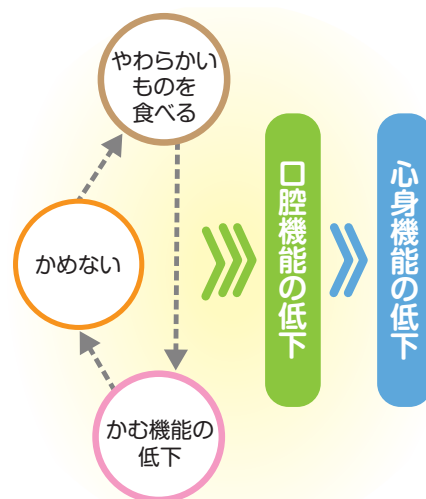 やわらかい
ものを
食べる
かめない
かむ機能の
低下
口腔機能の低下
心身機能の低下